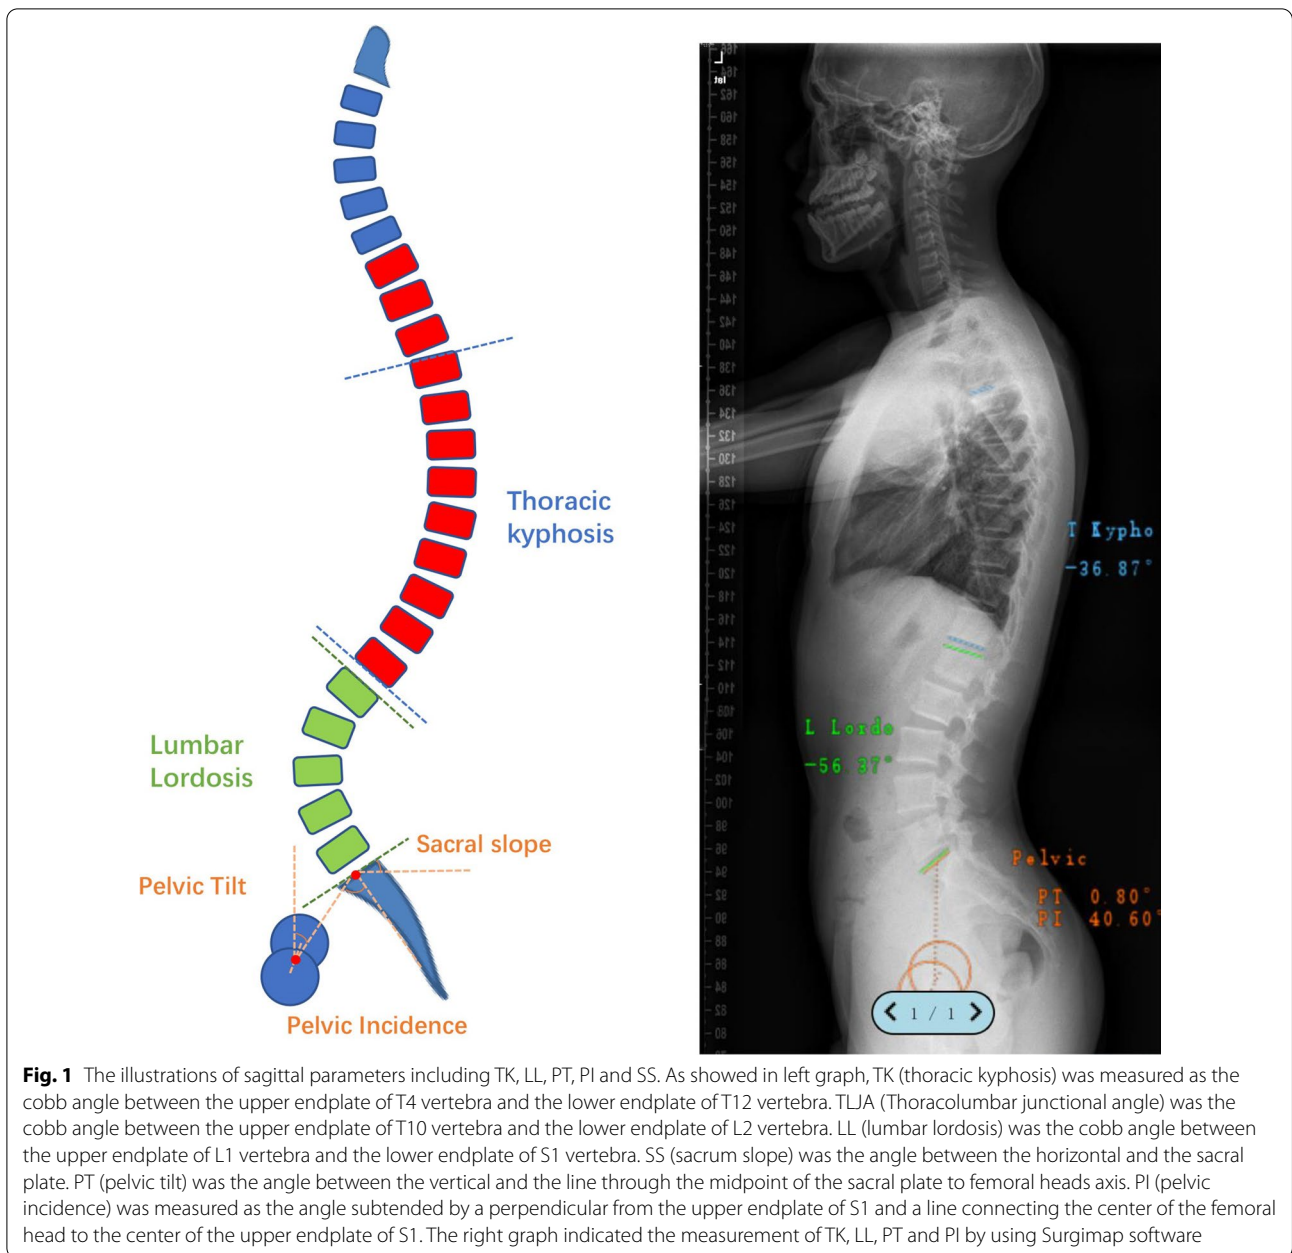 Thoracic
kyphosis
Lumbar
Lordosis
Sacral slope
Pelvic Tilt
Pelvic Incidence
L
T Kypho
-36.87°
L Lordo
-56.37°
Pelvic
PT 0.80°
PI 40.60°
1 / 1
Fig. 1 The illustrations of sagittal parameters including TK, LL, PT, PI and SS. As showed in left graph, TK (thoracic kyphosis) was measured as the
cobb angle between the upper endplate of T4 vertebra and the lower endplate of T12 vertebra. TLJA (Thoracolumbar junctional angle) was the
cobb angle between the upper endplate of T10 vertebra and the lower endplate of L2 vertebra. LL (lumbar lordosis) was the cobb angle between
the upper endplate of L1 vertebra and the lower endplate of S1 vertebra. SS (sacrum slope) was the angle between the horizontal and the sacral
plate. PT (pelvic tilt) was the angle between the vertical and the line through the midpoint of the sacral plate to femoral heads axis. PI (pelvic
incidence) was measured as the angle subtended by a perpendicular from the upper endplate of S1 and a line connecting the center of the femoral
head to the center of the upper endplate of S1. The right graph indicated the measurement of TK, LL, PT and PI by using Surgimap software